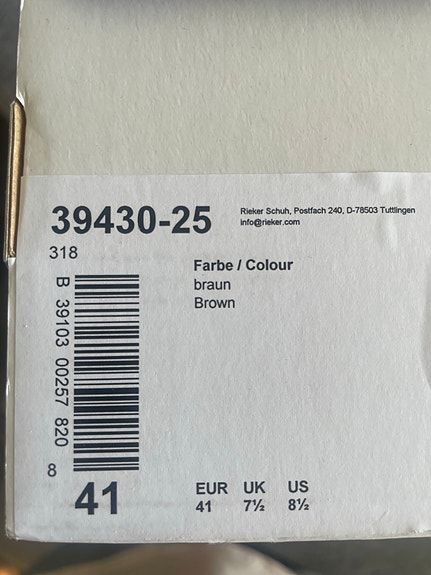 39430-25
Rieker Schuh, Postfach 240, D-78503 Tuttlingen
info@rieker.com
318
Farbe / Colour
braun
Brown
B 39103 00257 820
8
41
EUR UK US
41 7½ 8½